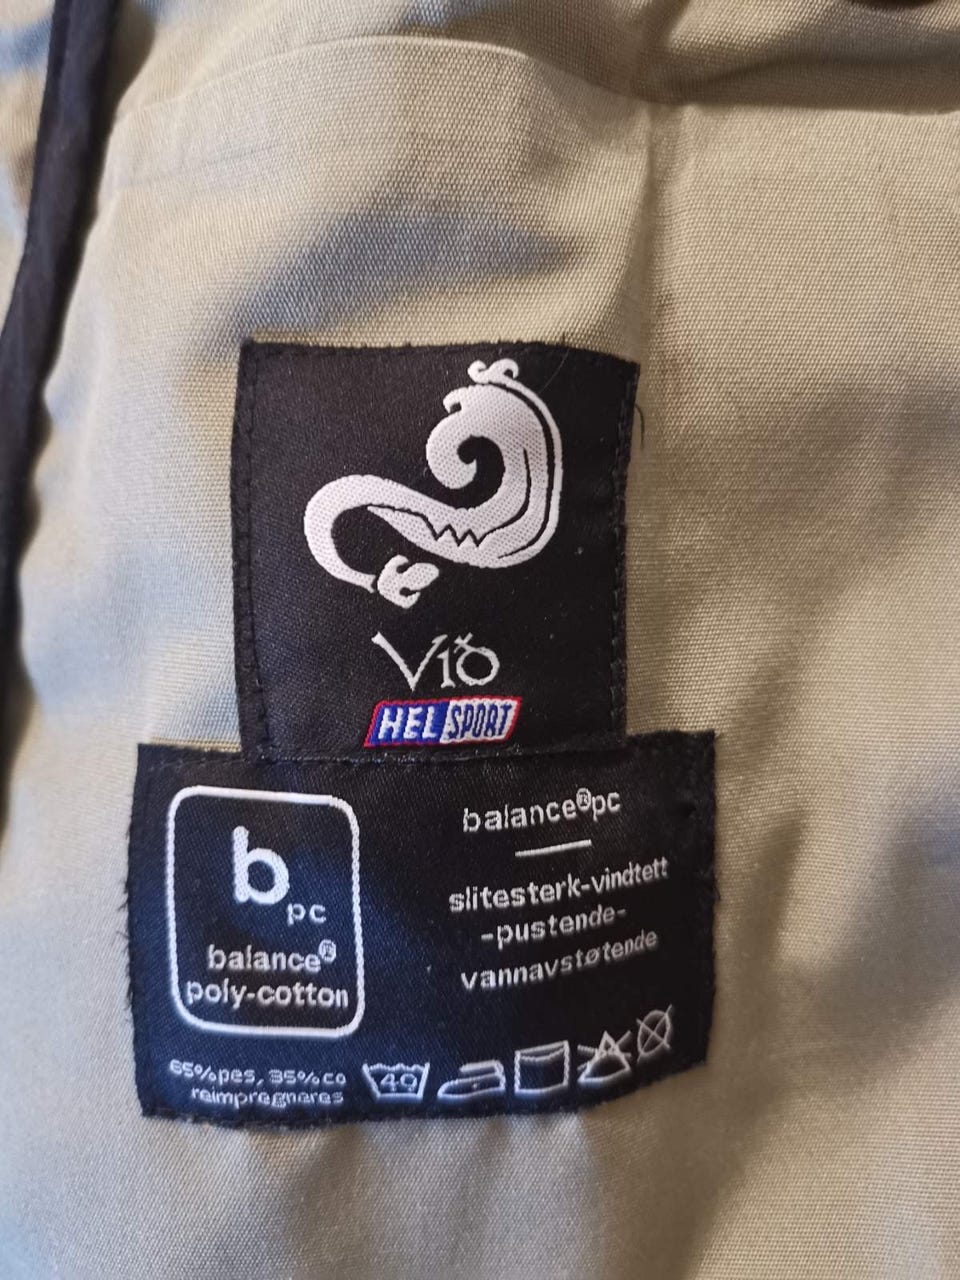 Við
HELSPORT
b
pc
balance®
poly-cotton
balance®pc
slitesterk-vindtett
-pustende-
vannavstøtende
65%pes, 35%co
reimpregneres
40